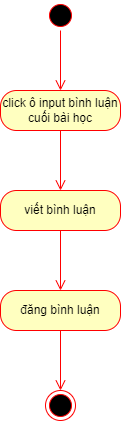 click ô input bình luận
cuối bài học
viết bình luận
đăng bình luận